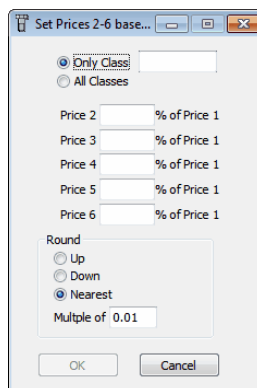 Set Prices 2-6 base...
Only Class
All Classes
Price 2 % of Price 1
Price 3 % of Price 1
Price 4 % of Price 1
Price 5 % of Price 1
Price 6 % of Price 1
Round
Up
Down
Nearest
Multple of 0.01
OK Cancel